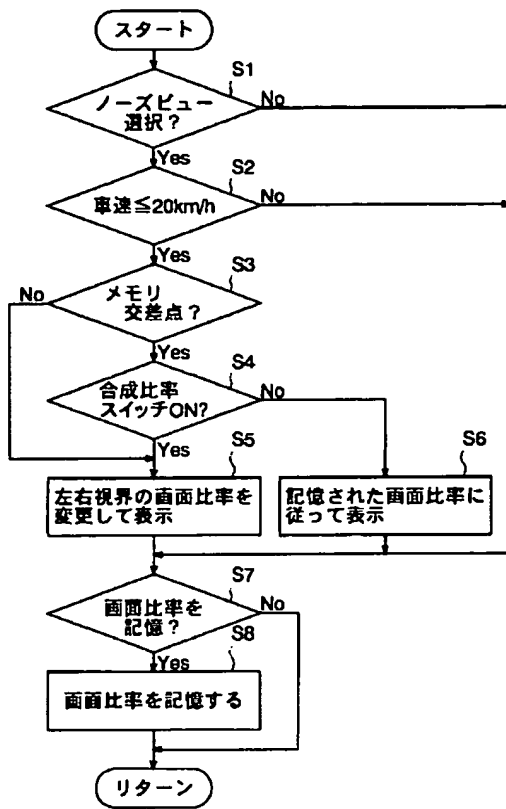 スタート
S1
ノーズビュー
選択?
No
Yes
S2
車速≦20km/h
No
Yes
S3
メモリ
交差点?
No
Yes
S4
合成比率
スイッチON?
No
Yes
S5
左右視界の画面比率を
変更して表示
S6
記憶された画面比率に
従って表示
S7
画面比率を
記憶?
No
Yes
S8
画面比率を記憶する
リターン